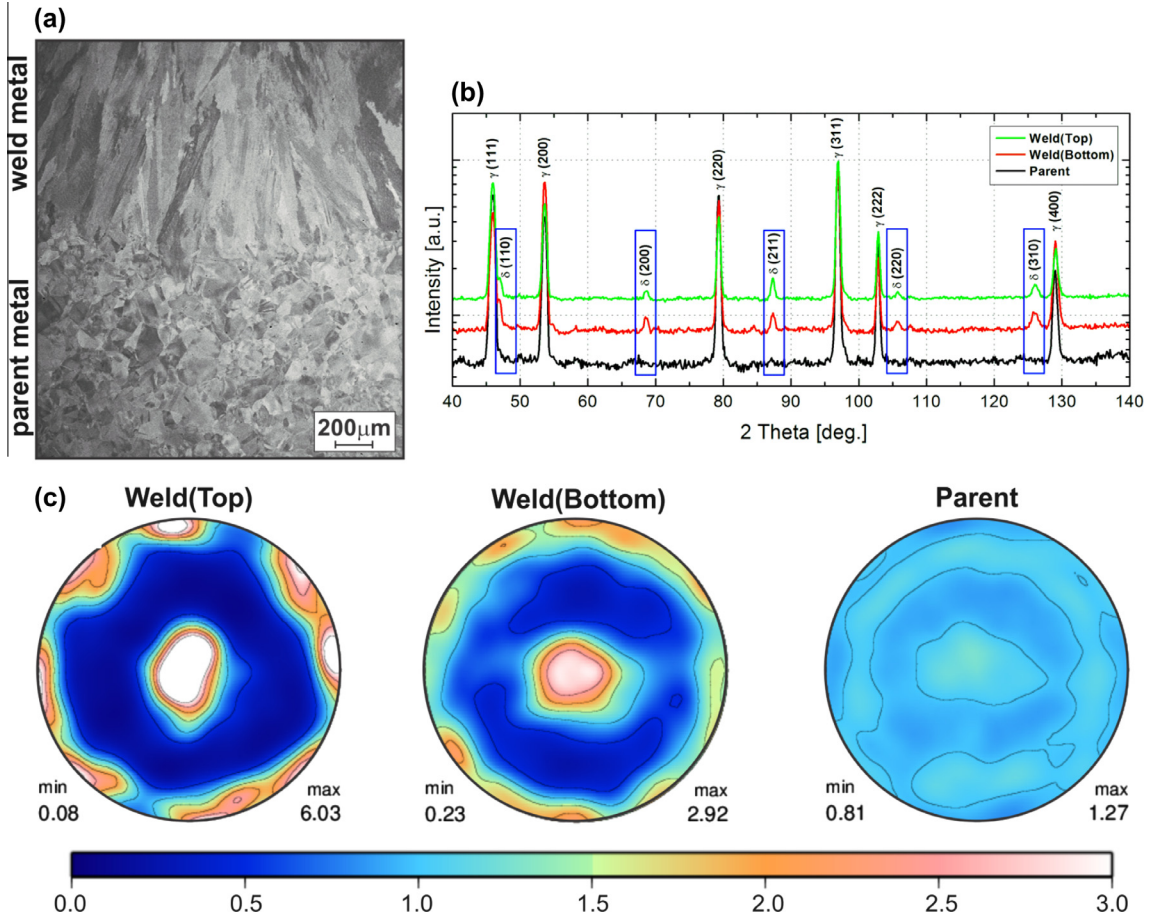 (a)
weld metal
parent metal
200μm
(b)
Intensity [a.u.]
γ (111)
δ (110)
γ (200)
δ (200)
γ (220)
δ (211)
γ (311)
γ (222)
δ (220)
δ (310)
γ (400)
Weld(Top)
Weld(Bottom)
Parent
40 50 60 70 80 90 100 110 120 130 140
2 Theta [deg.]
(c)
Weld(Top)
Weld(Bottom)
Parent
min
0.08
max
6.03
min
0.23
max
2.92
min
0.81
max
1.27
0.0 0.5 1.0 1.5 2.0 2.5 3.0